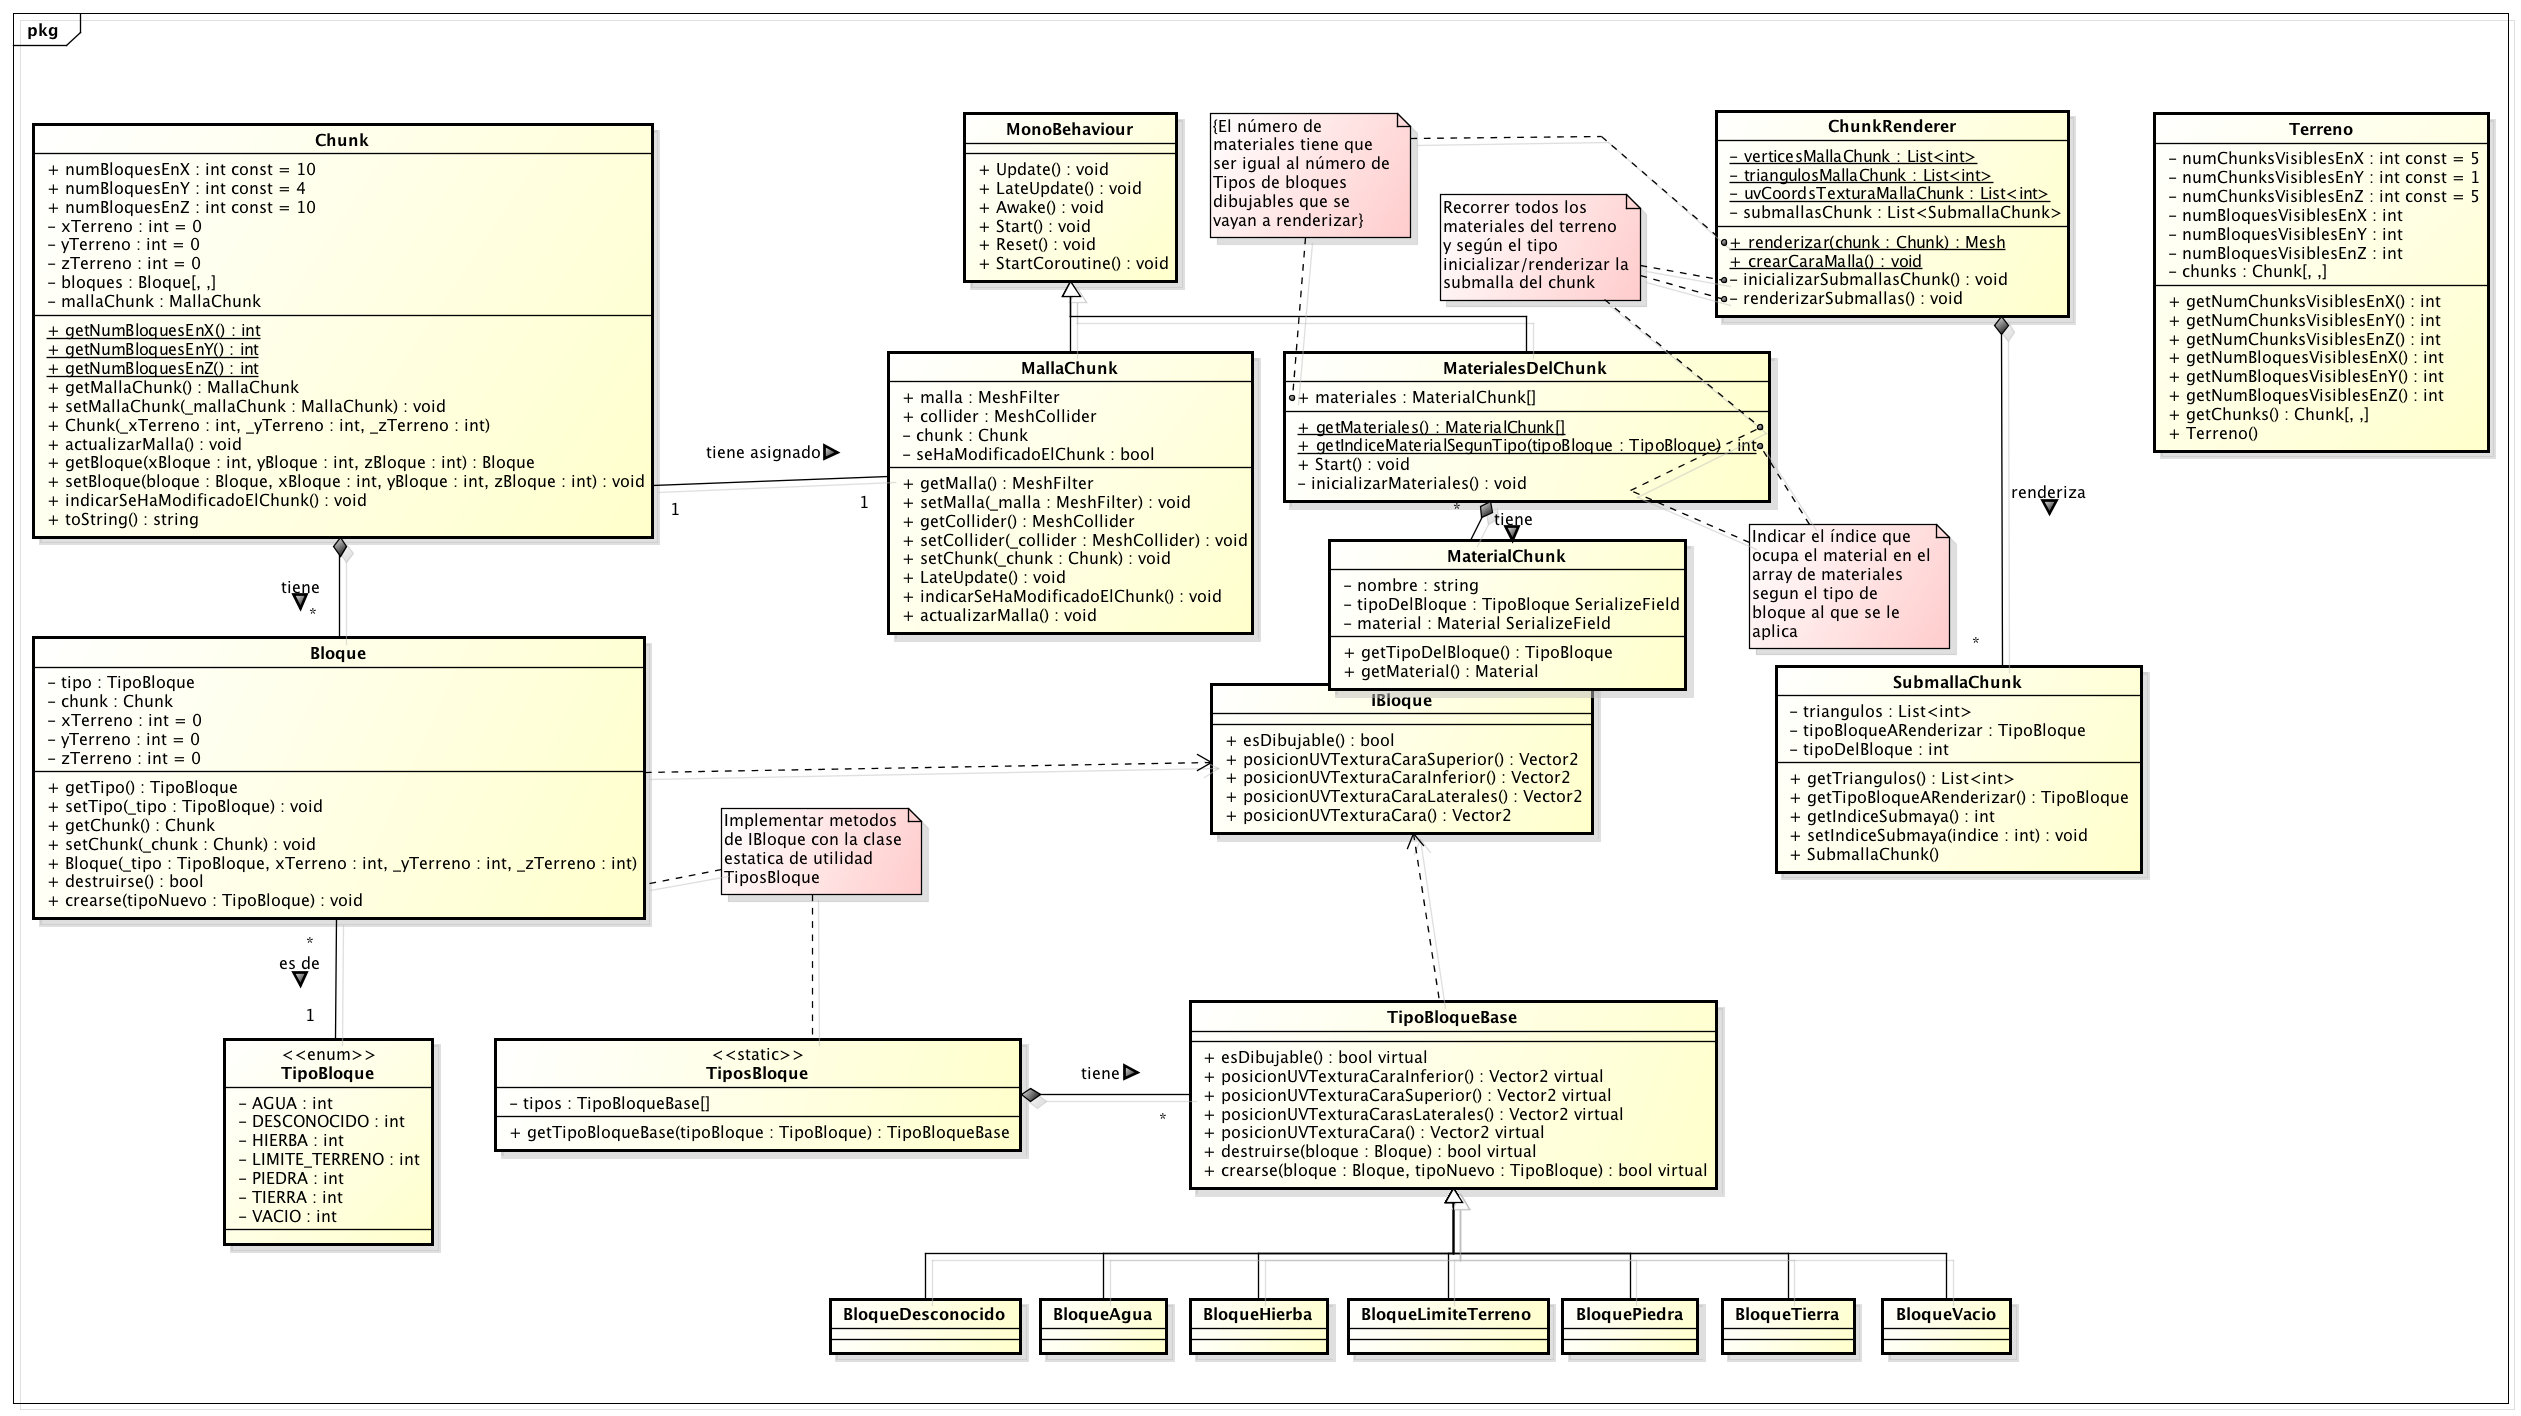 pkg
Chunk
+ numBloquesEnX : int const = 10
+ numBloquesEnY : int const = 4
+ numBloquesEnZ : int const = 10
- xTerreno : int = 0
- yTerreno : int = 0
- zTerreno : int = 0
- bloques : Bloque[, ,]
- mallaChunk : MallaChunk
+ getNumBloquesEnX() : int
+ getNumBloquesEnY() : int
+ getNumBloquesEnZ() : int
+ getMallaChunk() : MallaChunk
+ setMallaChunk(_mallaChunk : MallaChunk) : void
+ Chunk(_xTerreno : int, _yTerreno : int, _zTerreno : int)
+ actualizarMalla() : void
+ getBloque(xBloque : int, yBloque : int, zBloque : int) : Bloque
+ setBloque(bloque : Bloque, xBloque : int, yBloque : int, zBloque : int) : void
+ indicarSeHaModificadoElChunk() : void
+ toString() : string
tiene asignado
1
1
MonoBehaviour
+ Update() : void
+ LateUpdate() : void
+ Awake() : void
+ Start() : void
+ Reset() : void
+ StartCoroutine() : void
{El número de
materiales tiene que
ser igual al número de
Tipos de bloques
dibujables que se
vayan a renderizar}
Recorrer todos los
materiales del terreno
y según el tipo
inicializar/renderizar la
submalla del chunk
ChunkRenderer
- verticesMallaChunk : List<int>
- triangulosMallaChunk : List<int>
- uvCoordsTexturaMallaChunk : List<int>
- submallasChunk : List<SubmallaChunk>
+ renderizar(chunk : Chunk) : Mesh
+ crearCaraMalla() : void
- inicializarSubmallasChunk() : void
- renderizarSubmallas() : void
Terreno
- numChunksVisiblesEnX : int const = 5
- numChunksVisiblesEnY : int const = 1
- numChunksVisiblesEnZ : int const = 5
- numBloquesVisiblesEnX : int
- numBloquesVisiblesEnY : int
- numBloquesVisiblesEnZ : int
- chunks : Chunk[, ,]
+ getNumChunksVisiblesEnX() : int
+ getNumChunksVisiblesEnY() : int
+ getNumChunksVisiblesEnZ() : int
+ getNumBloquesVisiblesEnX() : int
+ getNumBloquesVisiblesEnY() : int
+ getNumBloquesVisiblesEnZ() : int
+ getChunks() : Chunk[, ,]
+ Terreno()
MallaChunk
+ malla : MeshFilter
+ collider : MeshCollider
- chunk : Chunk
- seHaModificadoElChunk : bool
+ getMalla() : MeshFilter
+ setMalla(_malla : MeshFilter) : void
+ getCollider() : MeshCollider
+ setCollider(_collider : MeshCollider) : void
+ setChunk(_chunk : Chunk) : void
+ LateUpdate() : void
+ indicarSeHaModificadoElChunk() : void
+ actualizarMalla() : void
MaterialesDelChunk
+ materiales : MaterialChunk[]
+ getMateriales() : MaterialChunk[]
+ getIndiceMaterialSegunTipo(tipoBloque : TipoBloque) : int
+ Start() : void
- inicializarMateriales() : void
*
tiene
MaterialChunk
- nombre : string
- tipoDelBloque : TipoBloque SerializeField
- material : Material SerializeField
+ getTipoDelBloque() : TipoBloque
+ getMaterial() : Material
Indicar el índice que
ocupa el material en el
array de materiales
segun el tipo de
bloque al que se le
aplica
renderiza
*
SubmallaChunk
- triangulos : List<int>
- tipoBloqueARenderizar : TipoBloque
- tipoDelBloque : int
+ getTriangulos() : List<int>
+ getTipoBloqueARenderizar() : TipoBloque
+ getIndiceSubmaya() : int
+ setIndiceSubmaya(indice : int) : void
+ SubmallaChunk()
tiene
*
Bloque
- tipo : TipoBloque
- chunk : Chunk
- xTerreno : int = 0
- yTerreno : int = 0
- zTerreno : int = 0
+ getTipo() : TipoBloque
+ setTipo(_tipo : TipoBloque) : void
+ getChunk() : Chunk
+ setChunk(_chunk : Chunk) : void
+ Bloque(_tipo : TipoBloque, xTerreno : int, _yTerreno : int, _zTerreno : int)
+ destruirse() : bool
+ crearse(tipoNuevo : TipoBloque) : void
IBloque
+ esDibujable() : bool
+ posicionUVTexturaCaraSuperior() : Vector2
+ posicionUVTexturaCaraInferior() : Vector2
+ posicionUVTexturaCaraLaterales() : Vector2
+ posicionUVTexturaCara() : Vector2
Implementar metodos
de IBloque con la clase
estatica de utilidad
TiposBloque
*
es de
1
<<enum>>
TipoBloque
- AGUA : int
- DESCONOCIDO : int
- HIERBA : int
- LIMITE_TERRENO : int
- PIEDRA : int
- TIERRA : int
- VACIO : int
<<static>>
TiposBloque
- tipos : TipoBloqueBase[]
+ getTipoBloqueBase(tipoBloque : TipoBloque) : TipoBloqueBase
tiene
*
TipoBloqueBase
+ esDibujable() : bool virtual
+ posicionUVTexturaCaraInferior() : Vector2 virtual
+ posicionUVTexturaCaraSuperior() : Vector2 virtual
+ posicionUVTexturaCarasLaterales() : Vector2 virtual
+ posicionUVTexturaCara() : Vector2 virtual
+ destruirse(bloque : Bloque) : bool virtual
+ crearse(bloque : Bloque, tipoNuevo : TipoBloque) : bool virtual
BloqueDesconocido
BloqueAgua
BloqueHierba
BloqueLimiteTerreno
BloquePiedra
BloqueTierra
BloqueVacio